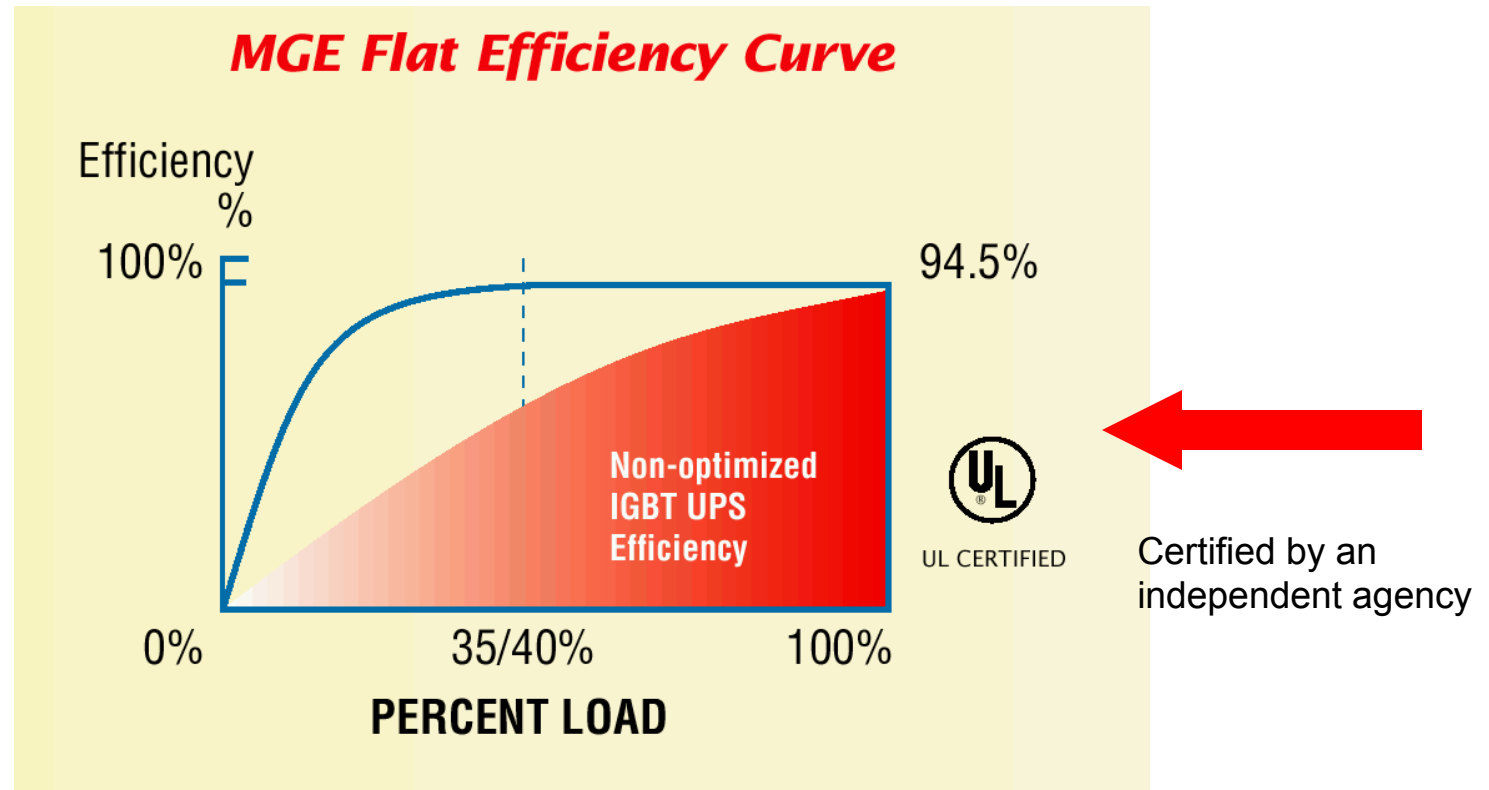 MGE Flat Efficiency Curve
Efficiency
%
100%
94.5%
Non-optimized
IGBT UPS
Efficiency
UL
®
UL CERTIFIED
Certified by an
independent agency
0%
35/40%
100%
PERCENT LOAD